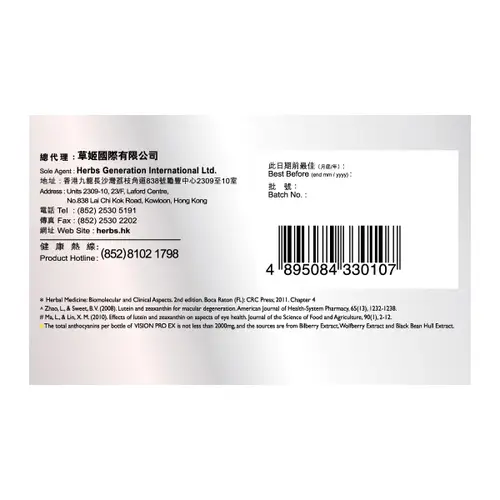 總代理 : 草姬國際有限公司
Sole Agent : Herbs Generation International Ltd.
地址 : 香港九龍長沙灣荔枝角道838號勵豐中心2309至10室
Address : Units 2309-10, 23/F, Laford Centre,
No.838 Lai Chi Kok Road, Kowloon, Hong Kong
電話 Tel : (852) 2530 5191
傳真 Fax : (852) 2530 2202
網址 Web Site : herbs.hk
健康熱線:
Product Hotline : (852) 8102 1798
此日期前最佳 (月底/年) :
Best Before (end mm / yyyy) :
批 號 :
Batch No. :
4 895084 330107
※ Herbal Medicine: Biomolecular and Clinical Aspects. 2nd edition. Boca Raton (FL): CRC Press; 2011. Chapter 4
^ Zhao, L., & Sweet, B.V. (2008). Lutein and zeaxanthin for macular degeneration. American Journal of Health-System Pharmacy, 65(13), 1232-1238.
# Ma, L., & Lin, X. M. (2010). Effects of lutein and zeaxanthin on aspects of eye health. Journal of the Science of Food and Agriculture, 90(1), 2-12.
The total anthocyanins per bottle of VISION PRO EX is not less than 2000mg, and the sources are from Bilberry Extract, Wolfberry Extract and Black Bean Hull Extract.